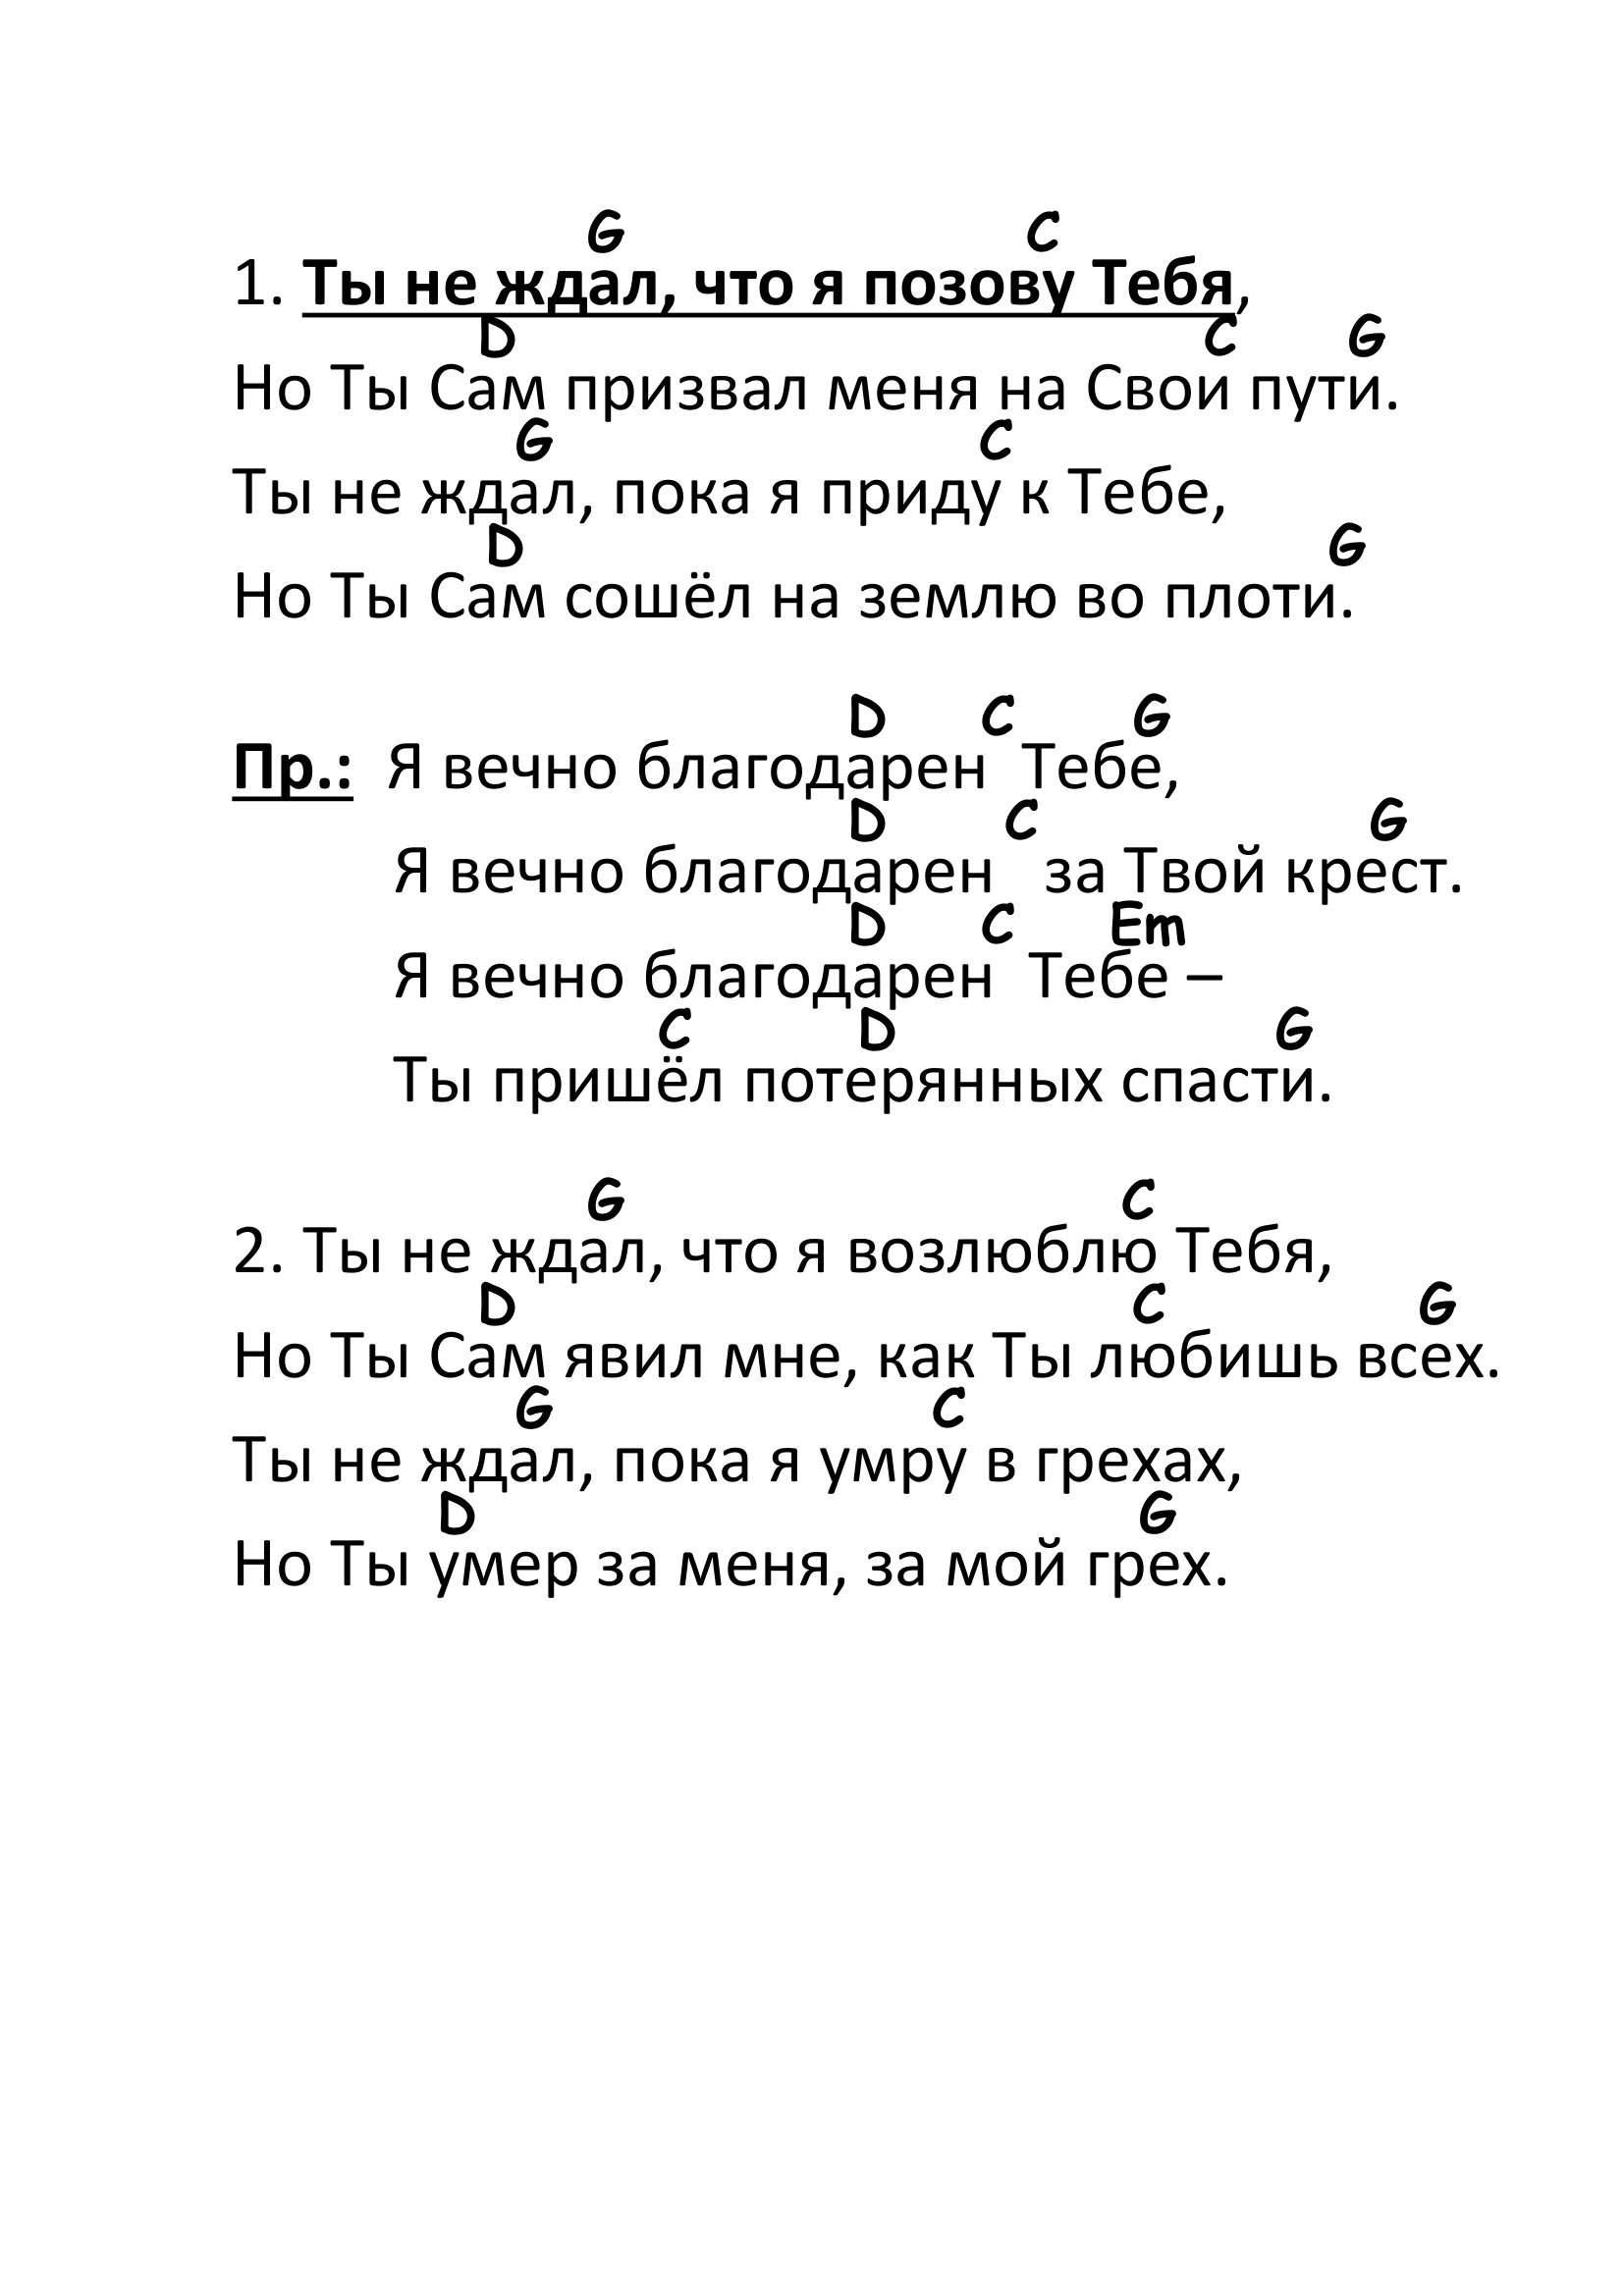 G C
1. Ты не ждал, что я позову Тебя,
D C G
Но Ты Сам призвал меня на Свои пути.
G C
Ты не ждал, пока я приду к Тебе,
D G
Но Ты Сам сошёл на землю во плоти.
D C G
Пр.: Я вечно благодарен Тебе,
D C G
Я вечно благодарен за Твой крест.
D C Em
Я вечно благодарен Тебе –
C D G
Ты пришёл потерянных спасти.
G C
2. Ты не ждал, что я возлюблю Тебя,
D C G
Но Ты Сам явил мне, как Ты любишь всех.
G C
Ты не ждал, пока я умру в грехах,
D G
Но Ты умер за меня, за мой грех.